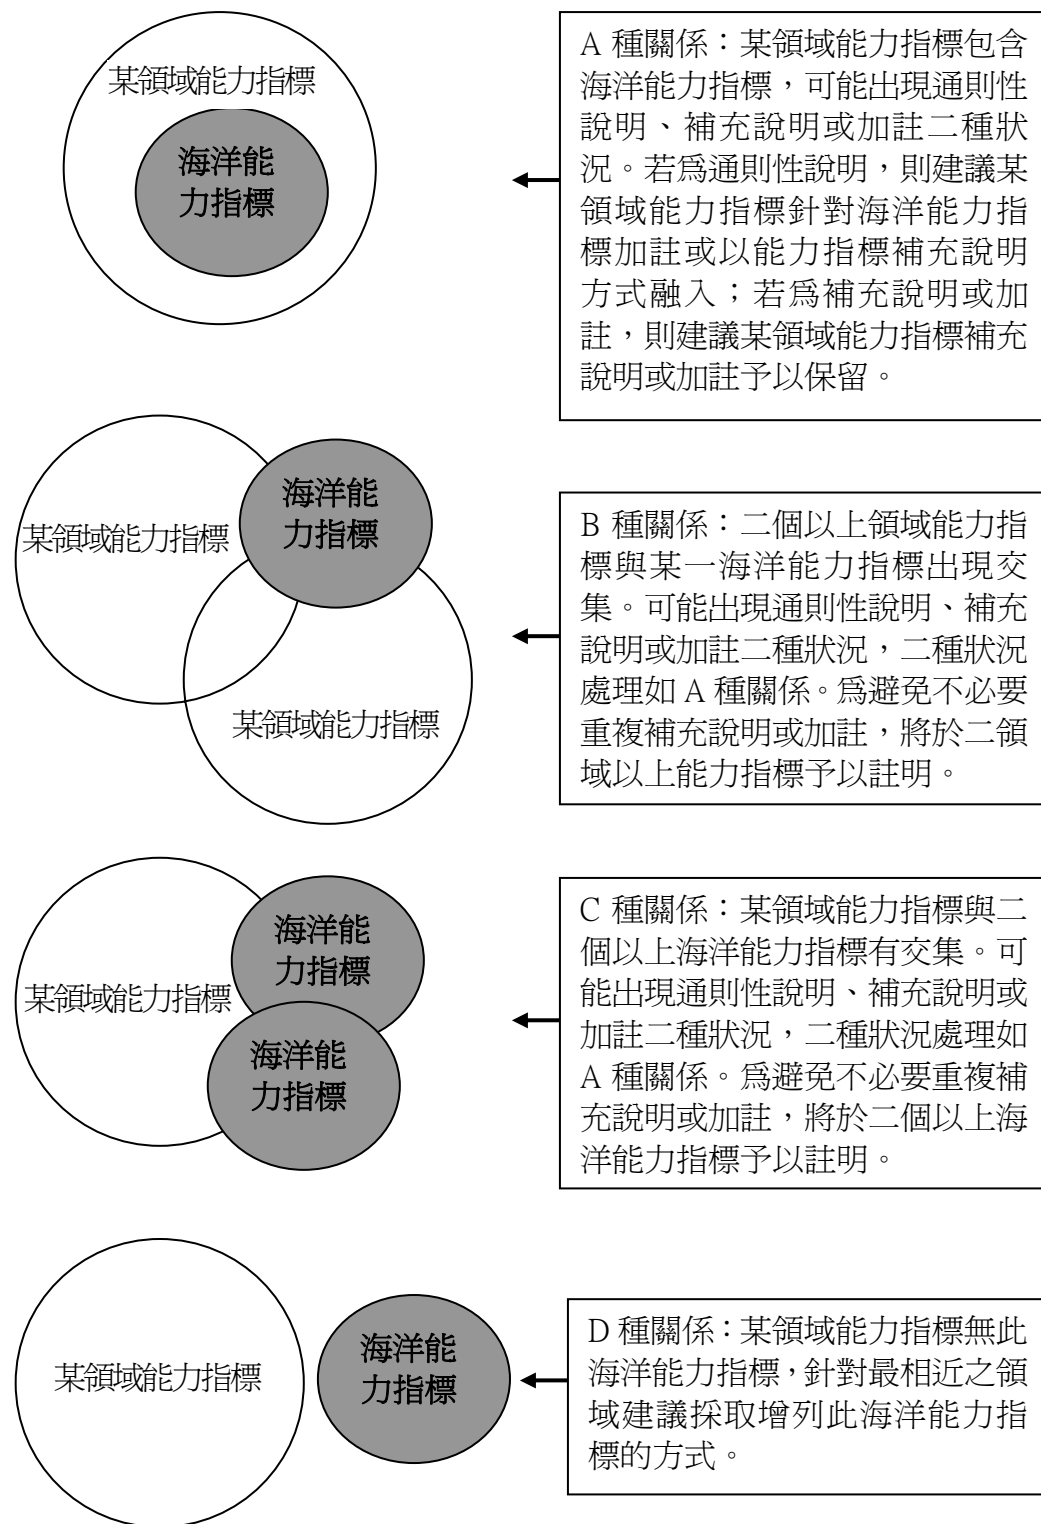 某領域能力指標
海洋能
力指標
A 種關係：某領域能力指標包含
海洋能力指標，可能出現通則性
說明、補充說明或加註二種狀
況。若為通則性說明，則建議某
領域能力指標針對海洋能力指
標加註或以能力指標補充說明
方式融入；若為補充說明或加
註，則建議某領域能力指標補充
說明或加註予以保留。
海洋能
力指標
某領域能力指標
某領域能力指標
B 種關係：二個以上領域能力指
標與某一海洋能力指標出現交
集。可能出現通則性說明、補充
說明或加註二種狀況，二種狀況
處理如 A 種關係。為避免不必要
重複補充說明或加註，將於二領
域以上能力指標予以註明。
海洋能
力指標
某領域能力指標
海洋能
力指標
C 種關係：某領域能力指標與二
個以上海洋能力指標有交集。可
能出現通則性說明、補充說明或
加註二種狀況，二種狀況處理如
A 種關係。為避免不必要重複補
充說明或加註，將於二個以上海
洋能力指標予以註明。
某領域能力指標
海洋能
力指標
D 種關係：某領域能力指標無此
海洋能力指標，針對最相近之領
域建議採取增列此海洋能力指
標的方式。